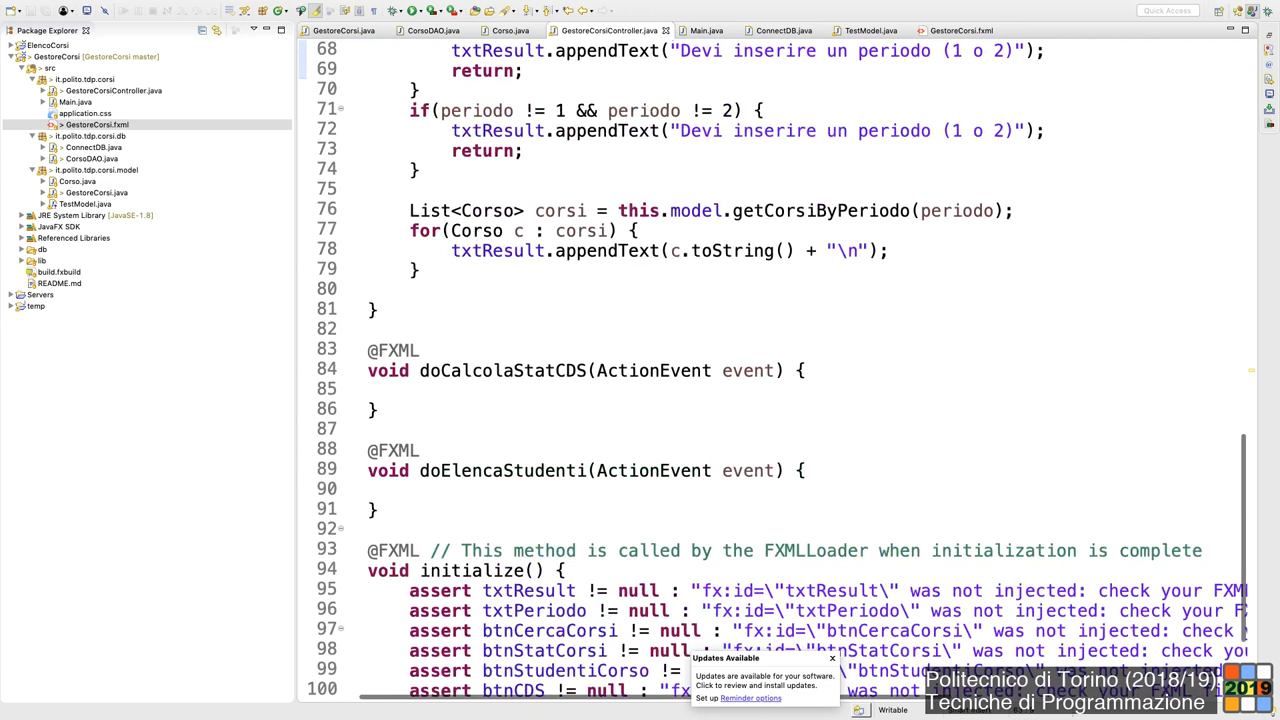 Quick Access
Package Explorer
GestoreCorsi.java
CorsoDAO.java
Corso.java
GestoreCorsiController.java
Main.java
ConnectDB.java
TestModel.java
GestoreCorsi.fxml
ElencoCorsi
> GestoreCorsi [GestoreCorsi master]
> src
> it.polito.tdp.corsi
> GestoreCorsiController.java
Main.java
application.css
> GestoreCorsi.fxml
> it.polito.tdp.corsi.db
> ConnectDB.java
> CorsoDAO.java
> it.polito.tdp.corsi.model
Corso.java
> GestoreCorsi.java
TestModel.java
JRE System Library [JavaSE-1.8]
JavaFX SDK
Referenced Libraries
db
lib
build.fxbuild
README.md
Servers
temp
68 txtResult.appendText("Devi inserire un periodo (1 o 2)");
69 return;
70 }
71 if(periodo != 1 && periodo != 2) {
72 txtResult.appendText("Devi inserire un periodo (1 o 2)");
73 return;
74 }
75
76 List<Corso> corsi = this.model.getCorsiByPeriodo(periodo);
77 for(Corso c : corsi) {
78 txtResult.appendText(c.toString() + "\n");
79 }
80
81 }
82
83 @FXML
84 void doCalcolaStatCDS(ActionEvent event) {
85
86 }
87
88 @FXML
89 void doElencaStudenti(ActionEvent event) {
90
91 }
92
93 @FXML // This method is called by the FXMLLoader when initialization is complete
94 void initialize() {
95 assert txtResult != null : "fx:id=\"txtResult\" was not injected: check your FXM
96 assert txtPeriodo != null : "fx:id=\"txtPeriodo\" was not injected: check your F
97 assert btnCercaCorsi != null : "fx:id=\"btnCercaCorsi\" was not injected: check
98 assert btnStatCorsi != null : "fx:id=\"btnStatCorsi\" was not injected: check you
99 assert btnStudentiCorso !=
100 assert btnCDS != null : "fx
Updates Available
Updates are available for your software.
Click to review and install updates.
Set up Reminder options
Politecnico di Torino (2018/19)
Tecniche di Programmazione
2019
Writable